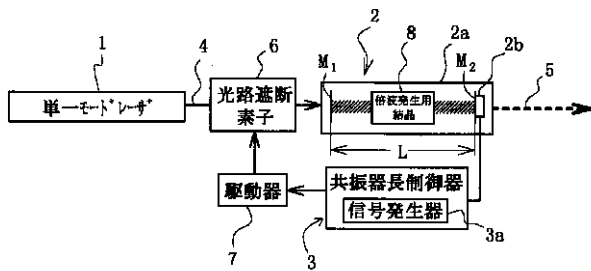 1
単一モードレーザ
4
6
光路遮断
素子
2
8
2a
2b
M1
M2
倍波発生用
結晶
5
L
駆動器
7
共振器長制御器
信号発生器
3
3a